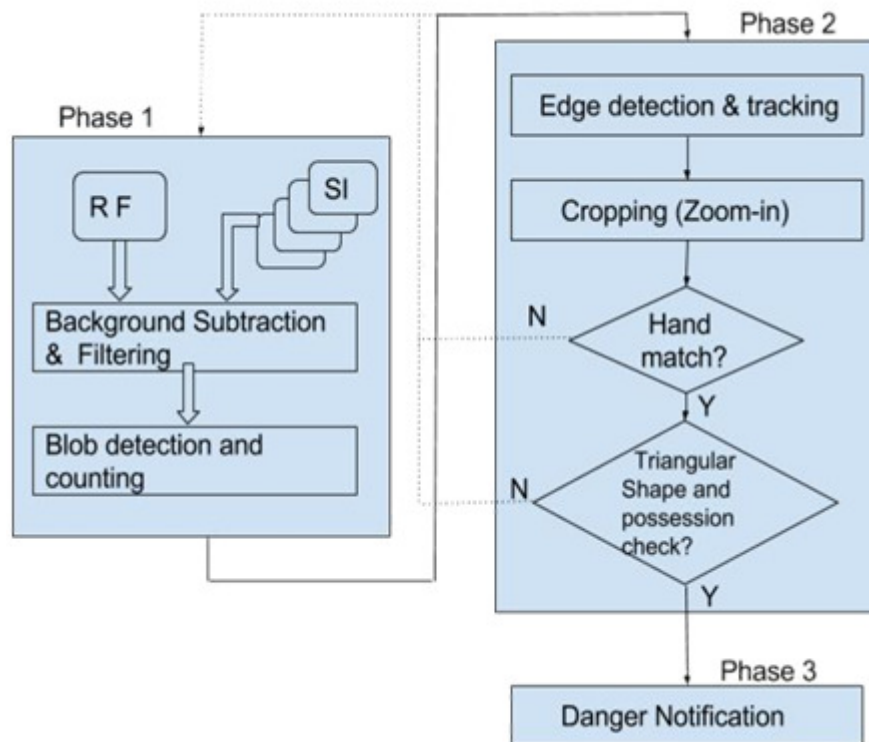 Phase 1
R F
SI
Background Subtraction
& Filtering
Blob detection and
counting
Phase 2
Edge detection & tracking
Cropping (Zoom-in)
Hand
match?
N
Y
Triangular
Shape and
possession
check?
N
Y
Phase 3
Danger Notification